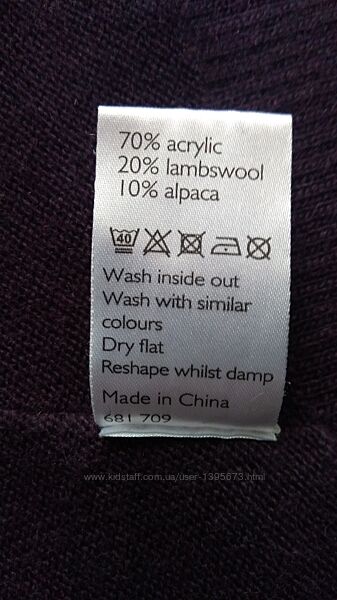 70% acrylic
20% lambswool
10% alpaca
40
Wash inside out
Wash with similar
colours
Dry flat
Reshape whilst damp
Made in China
681 709
www.kidstaff.com.ua/user-1395673.html